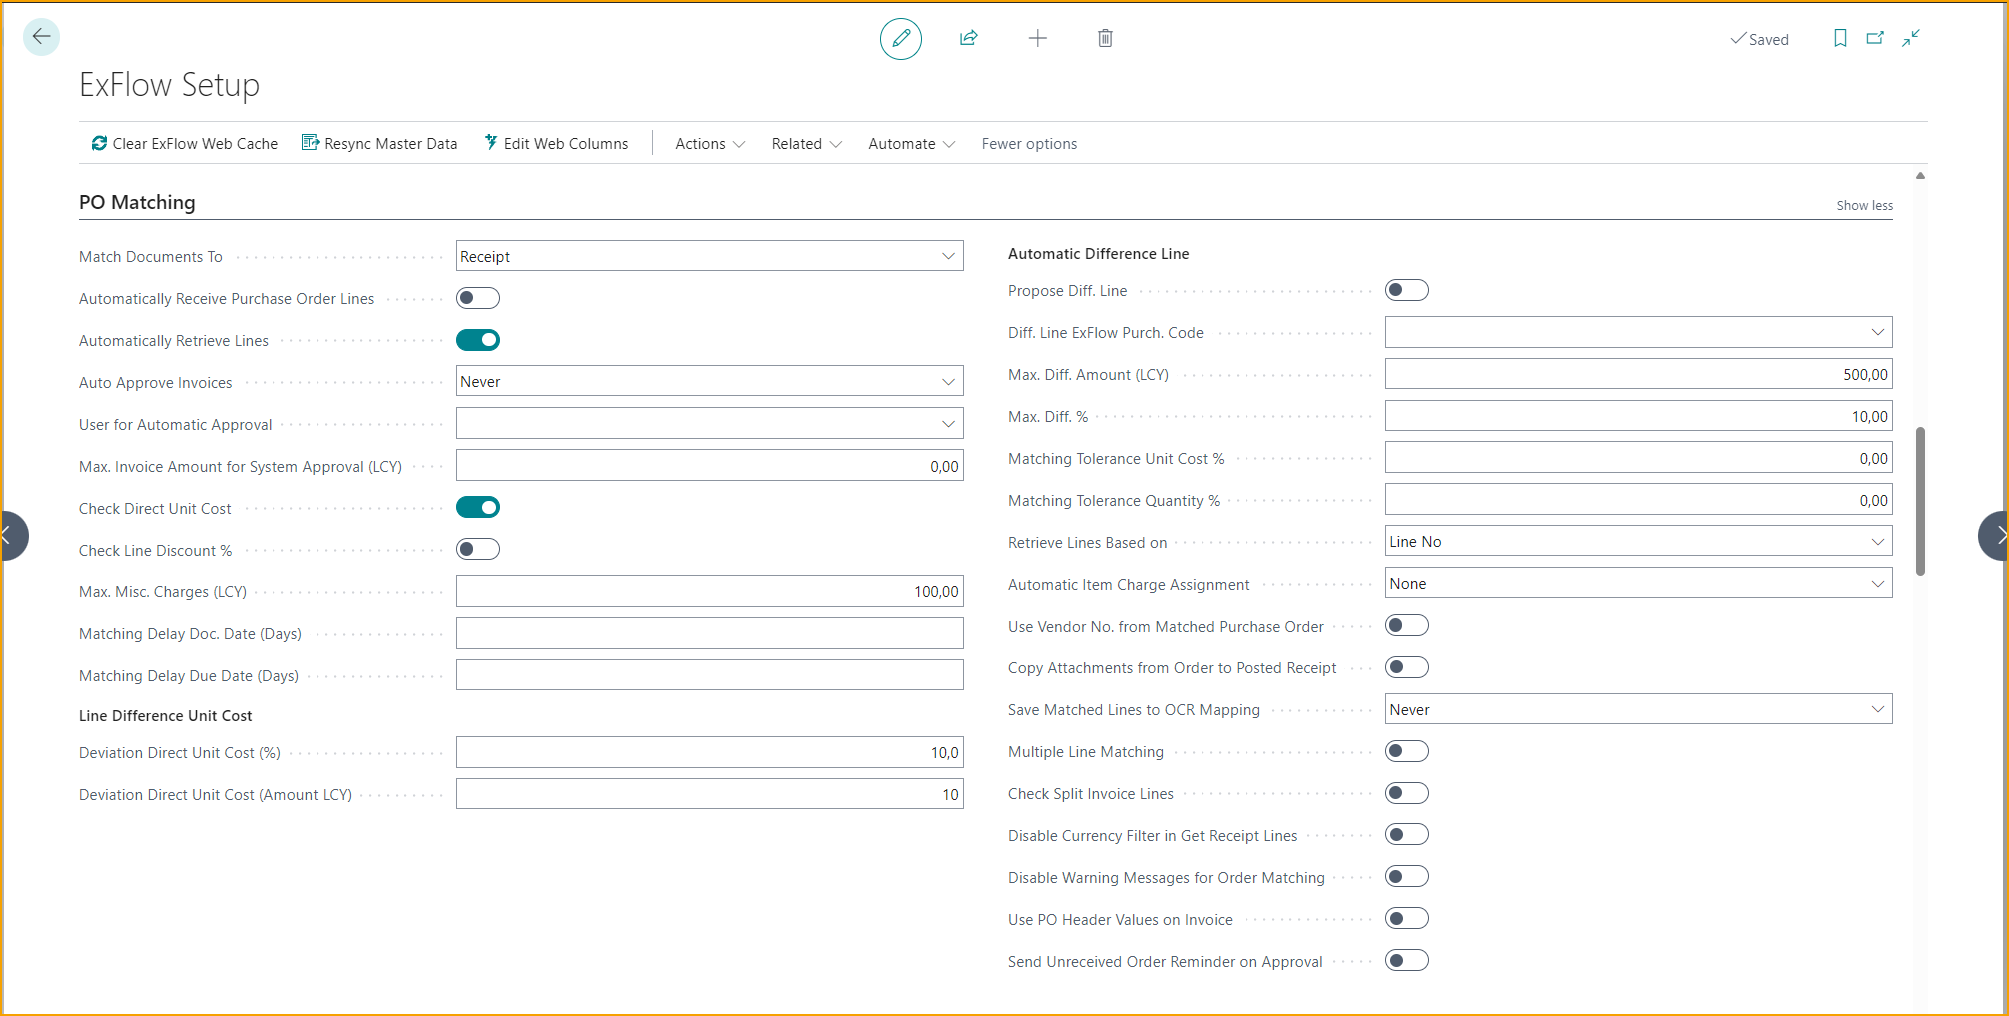 Saved
ExFlow Setup
Clear ExFlow Web Cache
Resync Master Data
Edit Web Columns
Actions
Related
Automate
Fewer options
PO Matching
Show less
Match Documents To
Receipt
Automatically Receive Purchase Order Lines
Automatically Retrieve Lines
Auto Approve Invoices
Never
User for Automatic Approval
Max. Invoice Amount for System Approval (LCY)
0,00
Check Direct Unit Cost
Check Line Discount %
Max. Misc. Charges (LCY)
100,00
Matching Delay Doc. Date (Days)
Matching Delay Due Date (Days)
Line Difference Unit Cost
Deviation Direct Unit Cost (%)
10,0
Deviation Direct Unit Cost (Amount LCY)
10
Automatic Difference Line
Propose Diff. Line
Diff. Line ExFlow Purch. Code
Max. Diff. Amount (LCY)
500,00
Max. Diff. %
10,00
Matching Tolerance Unit Cost %
0,00
Matching Tolerance Quantity %
0,00
Retrieve Lines Based on
Line No
Automatic Item Charge Assignment
None
Use Vendor No. from Matched Purchase Order
Copy Attachments from Order to Posted Receipt
Save Matched Lines to OCR Mapping
Never
Multiple Line Matching
Check Split Invoice Lines
Disable Currency Filter in Get Receipt Lines
Disable Warning Messages for Order Matching
Use PO Header Values on Invoice
Send Unreceived Order Reminder on Approval